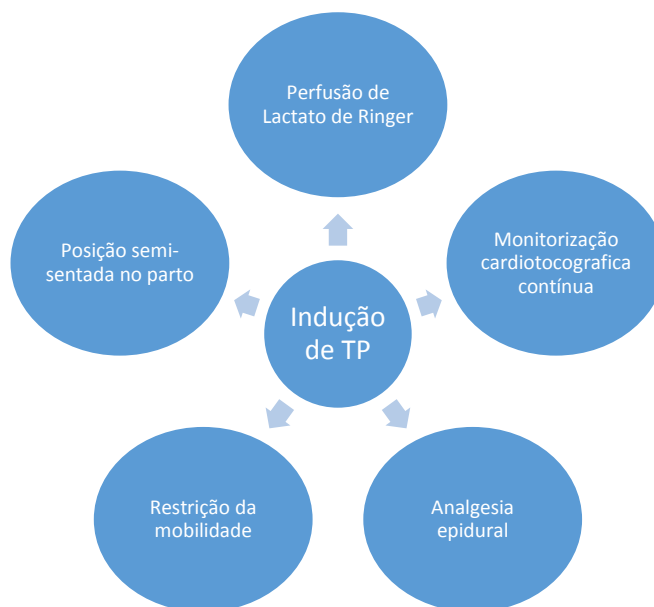 Perfusão de
Lactato de Ringer
Posição semi-
sentada no parto
Monitorização
cardiotocografica
contínua
Indução
de TP
Restrição da
mobilidade
Analgesia
epidural